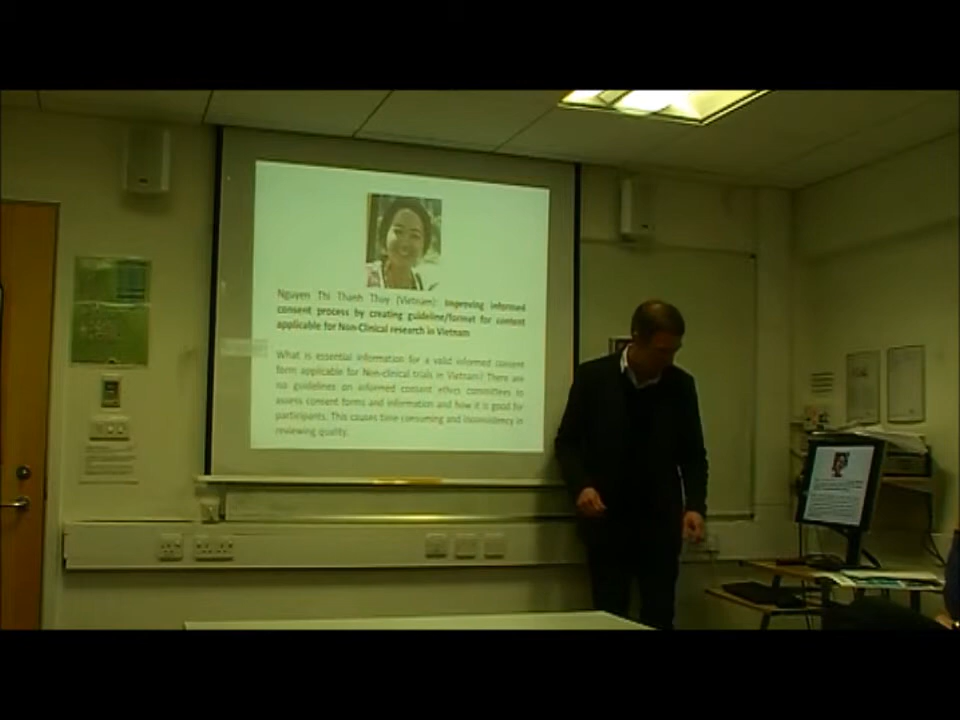 Nguyen Thi Thanh Thuy (Vietnam): Improving informed
consent process by creating guideline/format for content
applicable for Non-Clinical research in Vietnam
What is essential information for a valid informed consent
form applicable for Non-clinical trials in Vietnam? There are
no guidelines on informed consent ethics committees to
assess consent forms and information and how it is good for
participants. This causes time consuming and inconsistency in
reviewing quality.